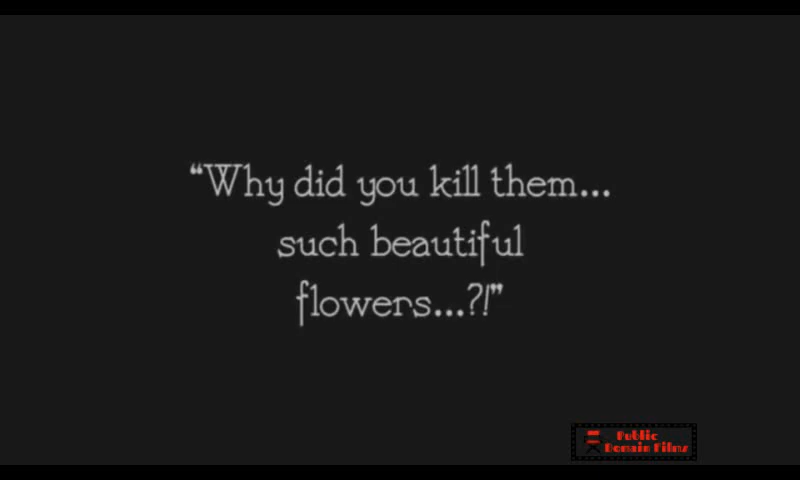 “Why did you kill them...
such beautiful
flowers...?!”
Public
Domain Films